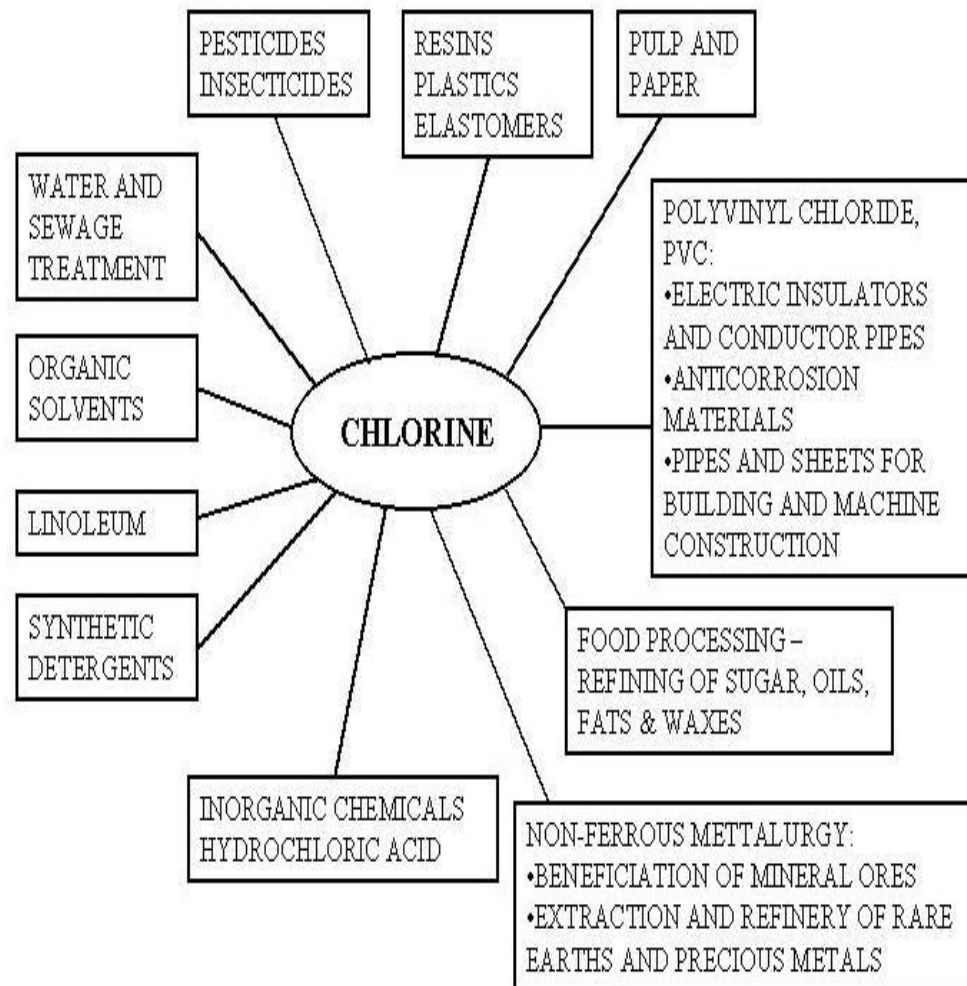 PESTICIDES
INSECTICIDES
RESINS
PLASTICS
ELASTOMERS
PULP AND
PAPER
WATER AND
SEWAGE
TREATMENT
POLYVINYL CHLORIDE,
PVC:
•ELECTRIC INSULATORS
AND CONDUCTOR PIPES
•ANTICORROSION
MATERIALS
•PIPES AND SHEETS FOR
BUILDING AND MACHINE
CONSTRUCTION
ORGANIC
SOLVENTS
CHLORINE
LINOLEUM
SYNTHETIC
DETERGENTS
FOOD PROCESSING –
REFINING OF SUGAR, OILS,
FATS & WAXES
INORGANIC CHEMICALS
HYDROCHLORIC ACID
NON-FERROUS METTALURGY:
•BENEFICIATION OF MINERAL ORES
•EXTRACTION AND REFINERY OF RARE
EARTHS AND PRECIOUS METALS